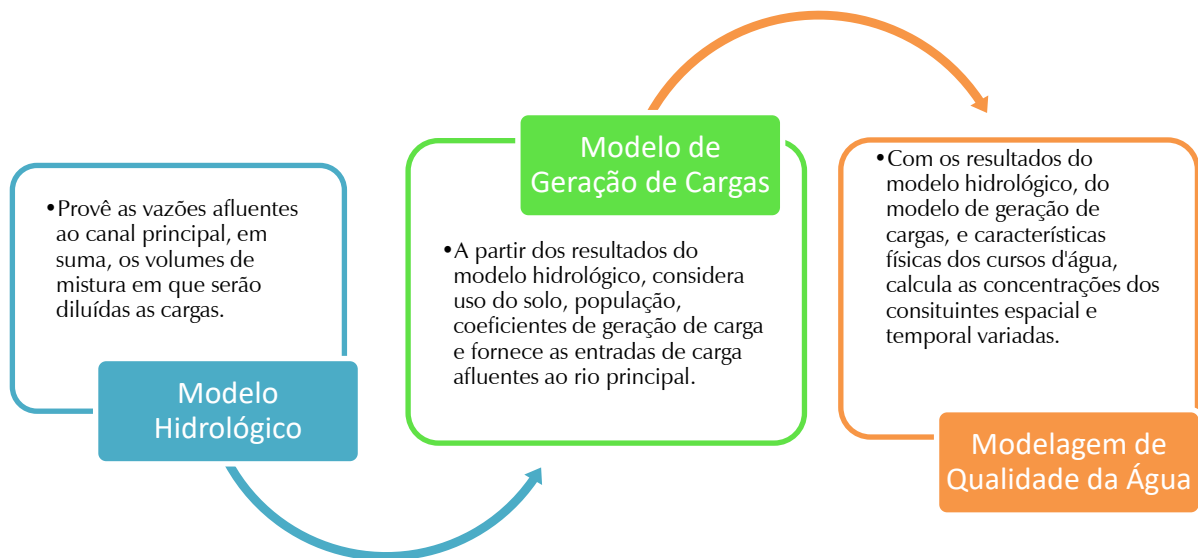 •Provê as vazões afluentes
ao canal principal, em
suma, os volumes de
mistura em que serão
diluídas as cargas.
Modelo
Hidrológico
Modelo de
Geração de Cargas
•A partir dos resultados do
modelo hidrológico, considera
uso do solo, população,
coeficientes de geração de carga
e fornece as entradas de carga
afluentes ao rio principal.
•Com os resultados do
modelo hidrológico, do
modelo de geração de
cargas, e características
físicas dos cursos d'água,
calcula as concentrações dos
consituintes espacial e
temporal variadas.
Modelagem de
Qualidade da Água